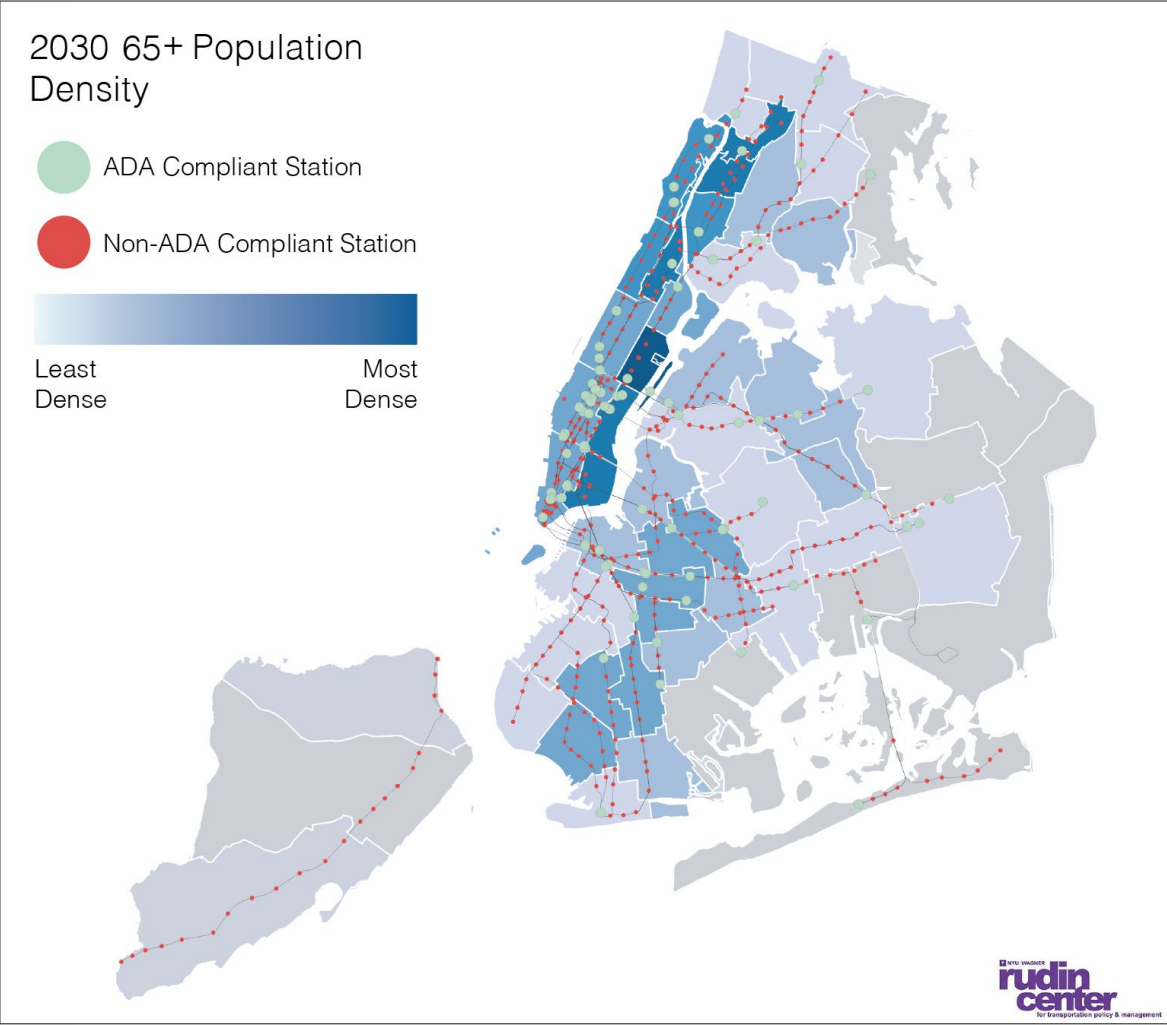 2030 65+ Population
Density
ADA Compliant Station
Non-ADA Compliant Station
Least
Dense
Most
Dense
NYU WAGNER
rudin
center
for transportation policy & management